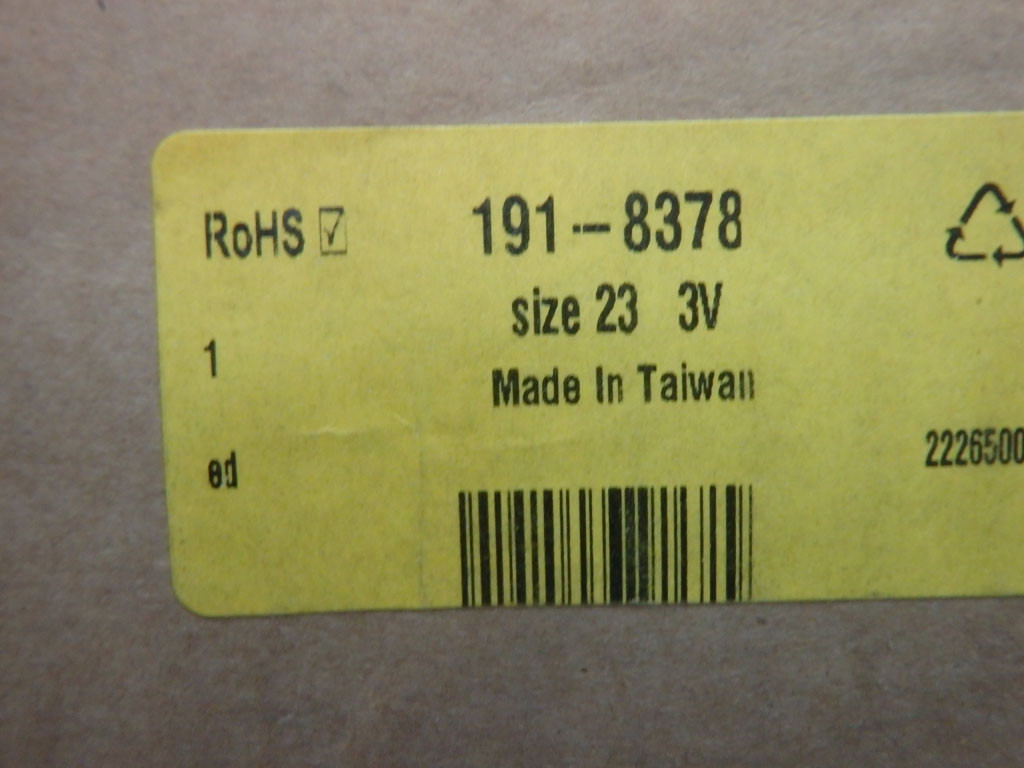 RoHS ☑ 191-8378
size 23 3V
1
Made In Taiwan
2226500
ed